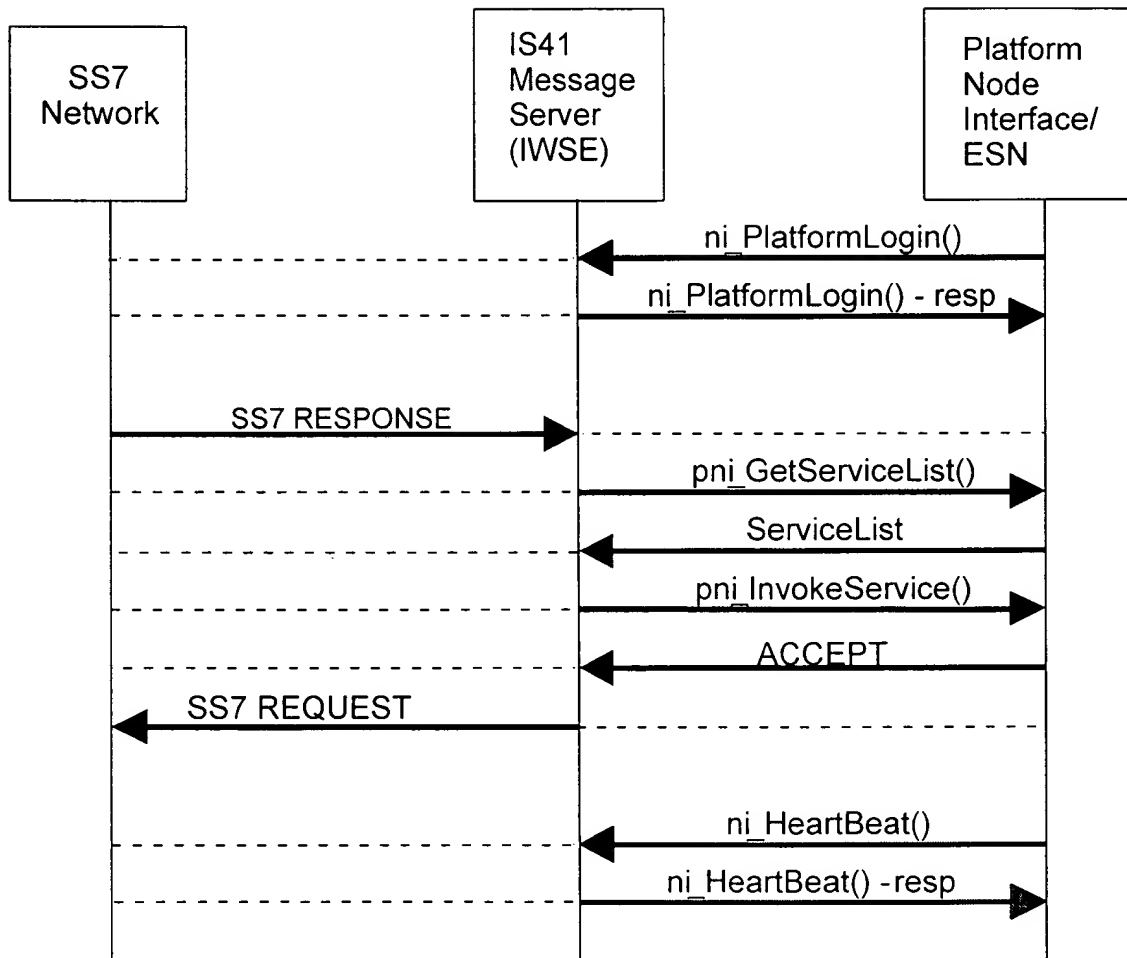 SS7
Network
IS41
Message
Server
(IWSE)
Platform
Node
Interface/
ESN
ni_PlatformLogin()
ni_PlatformLogin() - resp
SS7 RESPONSE
pni_GetServiceList()
ServiceList
pni_InvokeService()
ACCEPT
SS7 REQUEST
ni_HeartBeat()
ni_HeartBeat() -resp